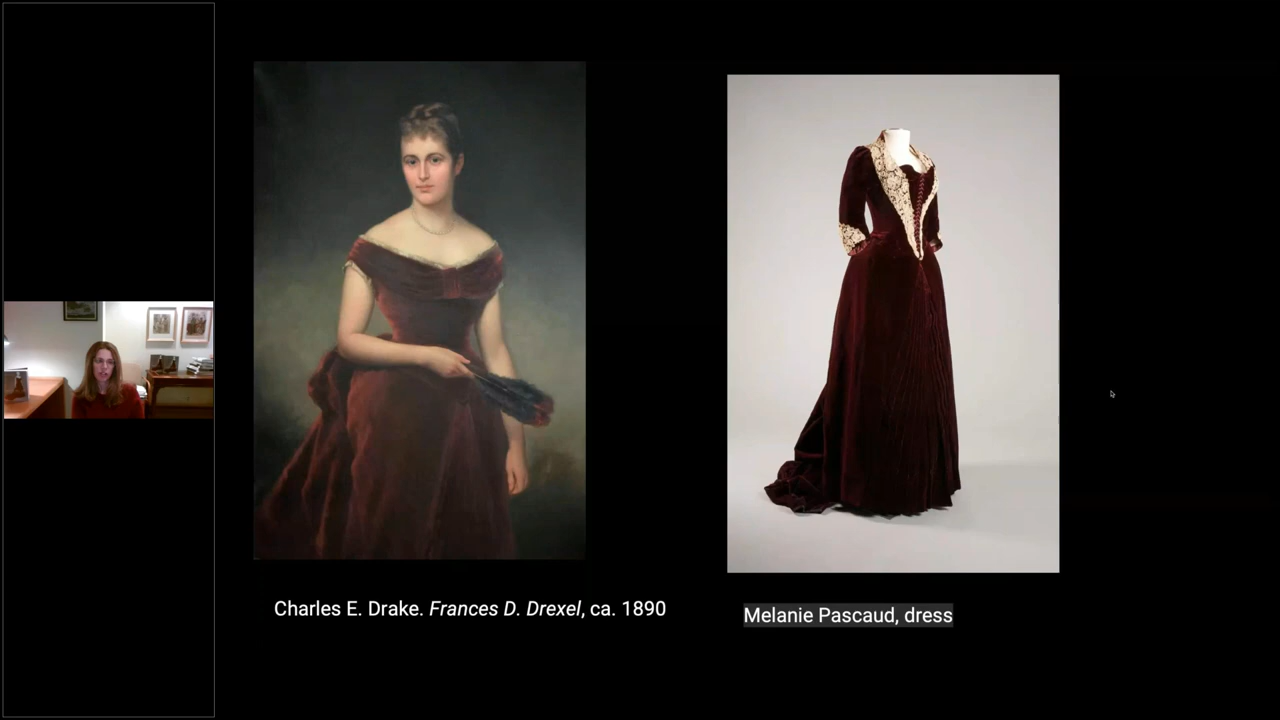 Charles E. Drake. Frances D. Drexel, ca. 1890
Melanie Pascaud, dress